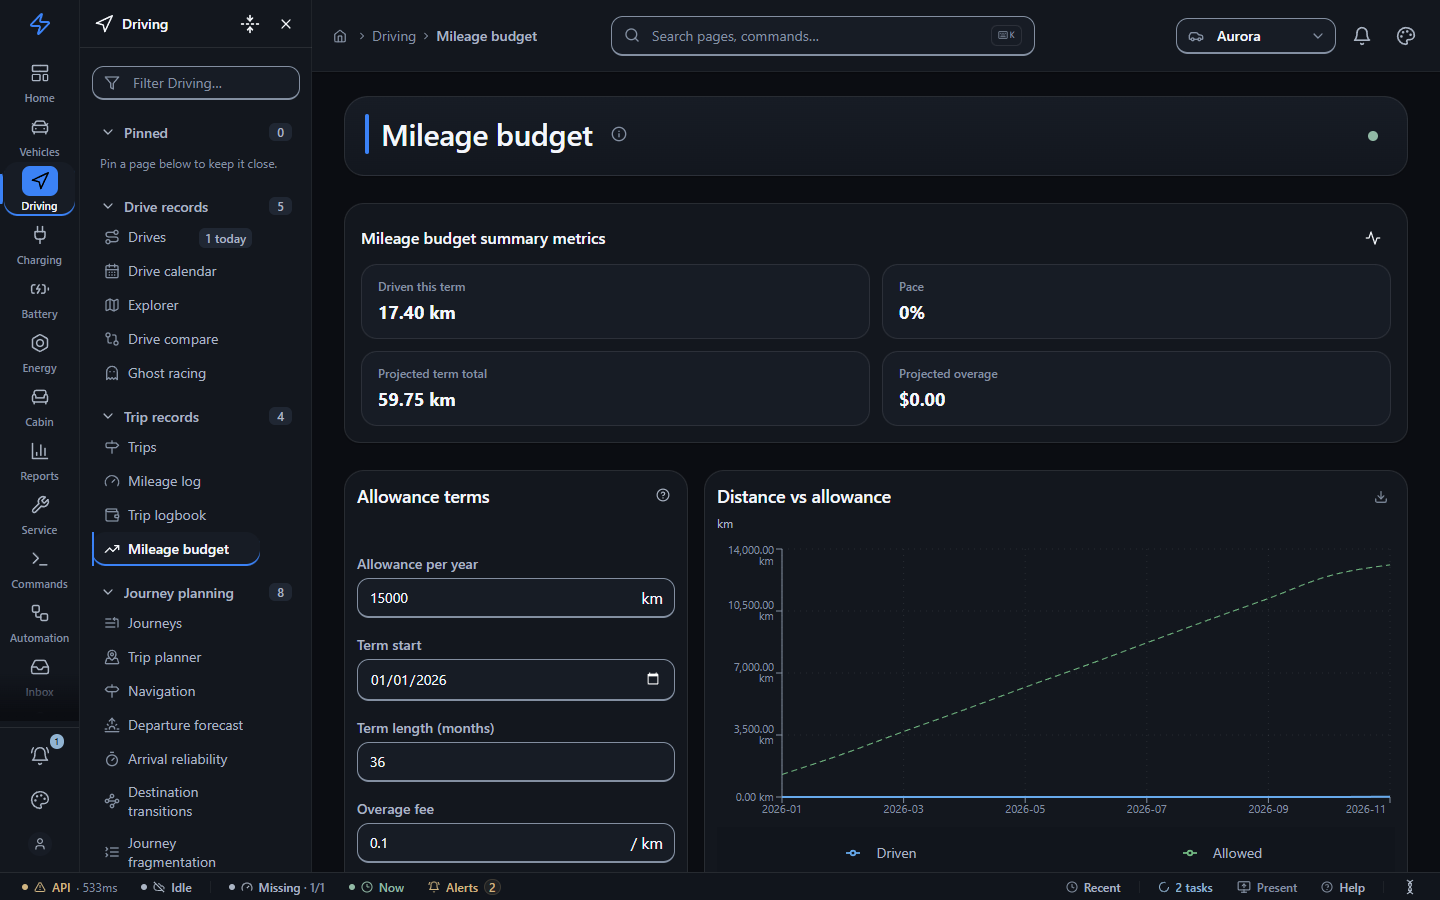 Driving
Driving
Mileage budget
Search pages, commands...
K
Aurora
Home
Vehicles
Driving
Charging
Battery
Energy
Cabin
Reports
Service
Commands
Automation
Inbox
1
Filter Driving...
Pinned
0
Pin a page below to keep it close.
Drive records
5
Drives
1 today
Drive calendar
Explorer
Drive compare
Ghost racing
Trip records
4
Trips
Mileage log
Trip logbook
Mileage budget
Journey planning
8
Journeys
Trip planner
Navigation
Departure forecast
Arrival reliability
Destination
transitions
Journey
fragmentation
Mileage budget
Mileage budget summary metrics
Driven this term
17.40 km
Pace
0%
Projected term total
59.75 km
Projected overage
$0.00
Allowance terms
Allowance per year
15000
km
Term start
01/01/2026
Term length (months)
36
Overage fee
0.1
/ km
Distance vs allowance
km
14,000.00
km
10,500.00
km
7,000.00
km
3,500.00
km
0.00 km
2026-01
2026-03
2026-05
2026-07
2026-09
2026-11
Driven
Allowed
API · 533ms
Idle
Missing · 1/1
Now
Alerts 2
Recent
2 tasks
Present
Help